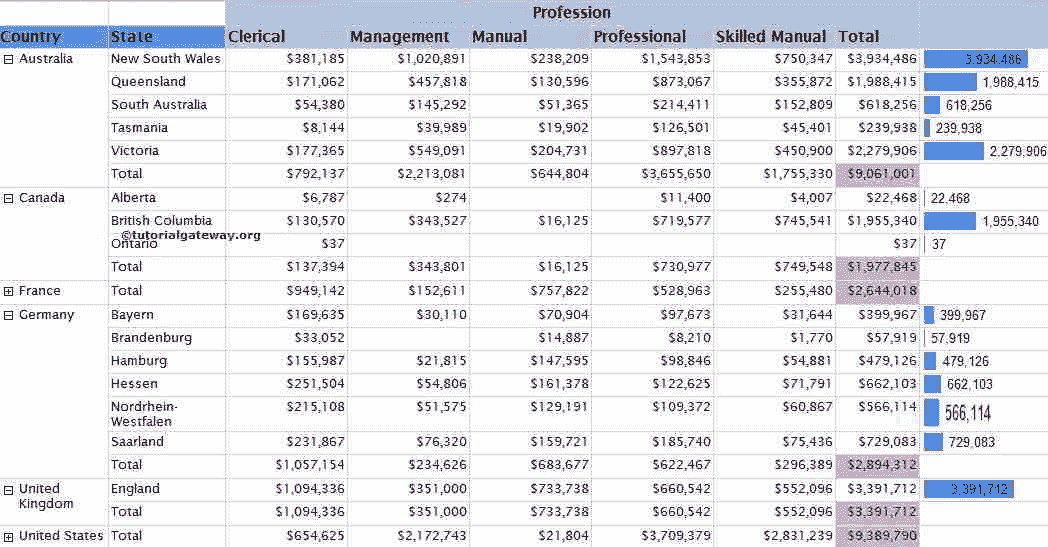 Profession
Country State Clerical Management Manual Professional Skilled Manual Total
Australia New South Wales $381,185 $1,020,891 $238,209 $1,543,853 $750,347 $3,934,486 3,934,486
Queensland $171,062 $457,818 $130,596 $873,067 $355,872 $1,988,415 1,988,415
South Australia $54,380 $145,292 $51,365 $214,411 $152,809 $618,256 618,256
Tasmania $8,144 $39,989 $19,902 $126,501 $45,401 $239,938 239,938
Victoria $177,365 $549,091 $204,731 $897,818 $450,900 $2,279,906 2,279,906
Total $792,137 $2,213,081 $644,804 $3,655,650 $1,755,330 $9,061,001
Canada Alberta $6,787 $274 $11,400 $4,007 $22,468 22,468
British Columbia $130,570 $343,527 $16,125 $719,577 $745,541 $1,955,340 1,955,340
©tutorialgateway.org
Ontario $37 $37 37
Total $137,394 $343,801 $16,125 $730,977 $749,548 $1,977,845
France Total $949,142 $152,611 $757,822 $528,963 $255,480 $2,644,018
Germany Bayern $169,635 $30,110 $70,904 $97,673 $31,644 $399,967 399,967
Brandenburg $33,052 $14,887 $8,210 $1,770 $57,919 57,919
Hamburg $155,987 $21,815 $147,595 $98,846 $54,881 $479,126 479,126
Hessen $251,504 $54,806 $161,378 $122,625 $71,791 $662,103 662,103
Nordrhein- $215,108 $51,575 $129,191 $109,372 $60,867 $566,114 566,114
Westfalen
Saarland $231,867 $76,320 $159,721 $185,740 $75,436 $729,083 729,083
Total $1,057,154 $234,626 $683,677 $622,467 $296,389 $2,894,312
United England $1,094,336 $351,000 $733,738 $660,542 $552,096 $3,391,712 3,391,712
Kingdom
Total $1,094,336 $351,000 $733,738 $660,542 $552,096 $3,391,712
United States Total $654,625 $2,172,743 $21,804 $3,709,379 $2,831,239 $9,389,790